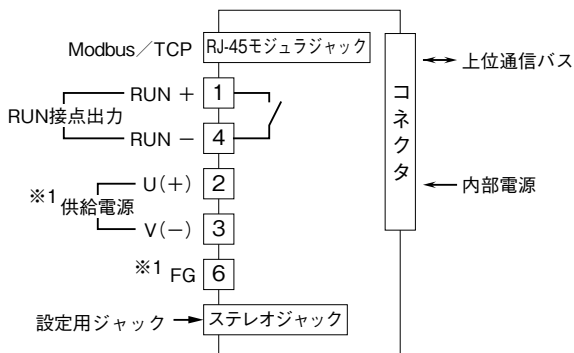 Modbus／TCP RJ-45モジュラジャック
上位通信バス
RUN + 1
RUN接点出力
RUN − 4
コネクタ
※1 供給電源
U(+) 2
内部電源
V(−) 3
※1 FG 6
設定用ジャック ステレオジャック